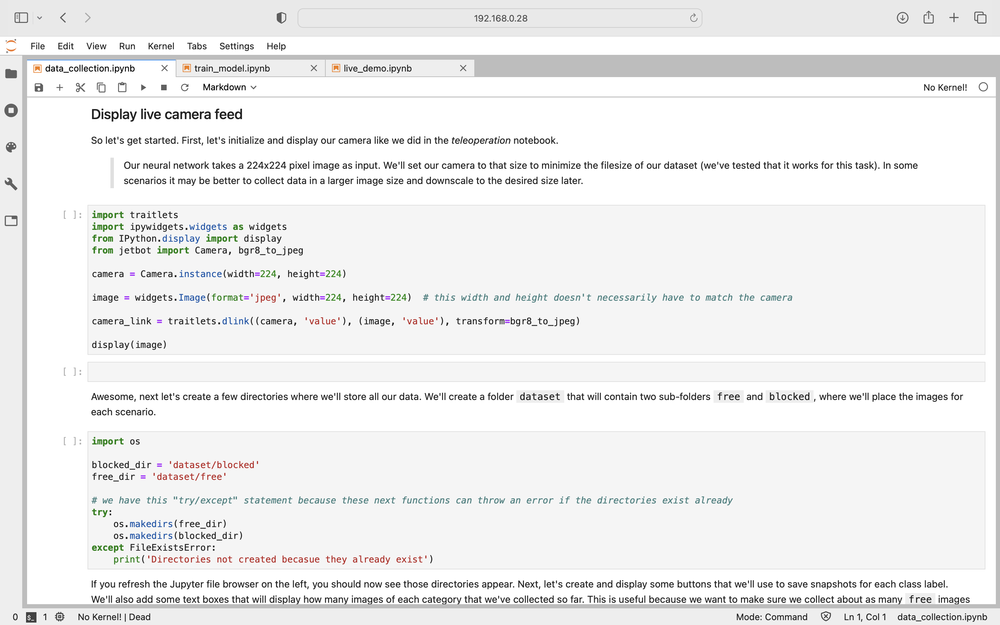 192.168.0.28
File Edit View Run Kernel Tabs Settings Help
data_collection.ipynb train_model.ipynb live_demo.ipynb
Markdown No Kernel!
Display live camera feed
So let's get started. First, let's initialize and display our camera like we did in the teleoperation notebook.
Our neural network takes a 224x224 pixel image as input. We'll set our camera to that size to minimize the filesize of our dataset (we've tested that it works for this task). In some
scenarios it may be better to collect data in a larger image size and downscale to the desired size later.
[ ]: import traitlets
import ipywidgets.widgets as widgets
from IPython.display import display
from jetbot import Camera, bgr8_to_jpeg
camera = Camera.instance(width=224, height=224)
image = widgets.Image(format='jpeg', width=224, height=224)  # this width and height doesn't necessarily have to match the camera
camera_link = traitlets.dlink((camera, 'value'), (image, 'value'), transform=bgr8_to_jpeg)
display(image)
[ ]:
Awesome, next let's create a few directories where we'll store all our data. We'll create a folder dataset that will contain two sub-folders free and blocked, where we'll place the images for
each scenario.
[ ]: import os
blocked_dir = 'dataset/blocked'
free_dir = 'dataset/free'
# we have this "try/except" statement because these next functions can throw an error if the directories exist already
try:
    os.makedirs(free_dir)
    os.makedirs(blocked_dir)
except FileExistsError:
    print('Directories not created becasue they already exist')
If you refresh the Jupyter file browser on the left, you should now see those directories appear. Next, let's create and display some buttons that we'll use to save snapshots for each class label.
We'll also add some text boxes that will display how many images of each category that we've collected so far. This is useful because we want to make sure we collect about as many free images
0 $_ 1 No Kernel! | Dead Mode: Command Ln 1, Col 1 data_collection.ipynb